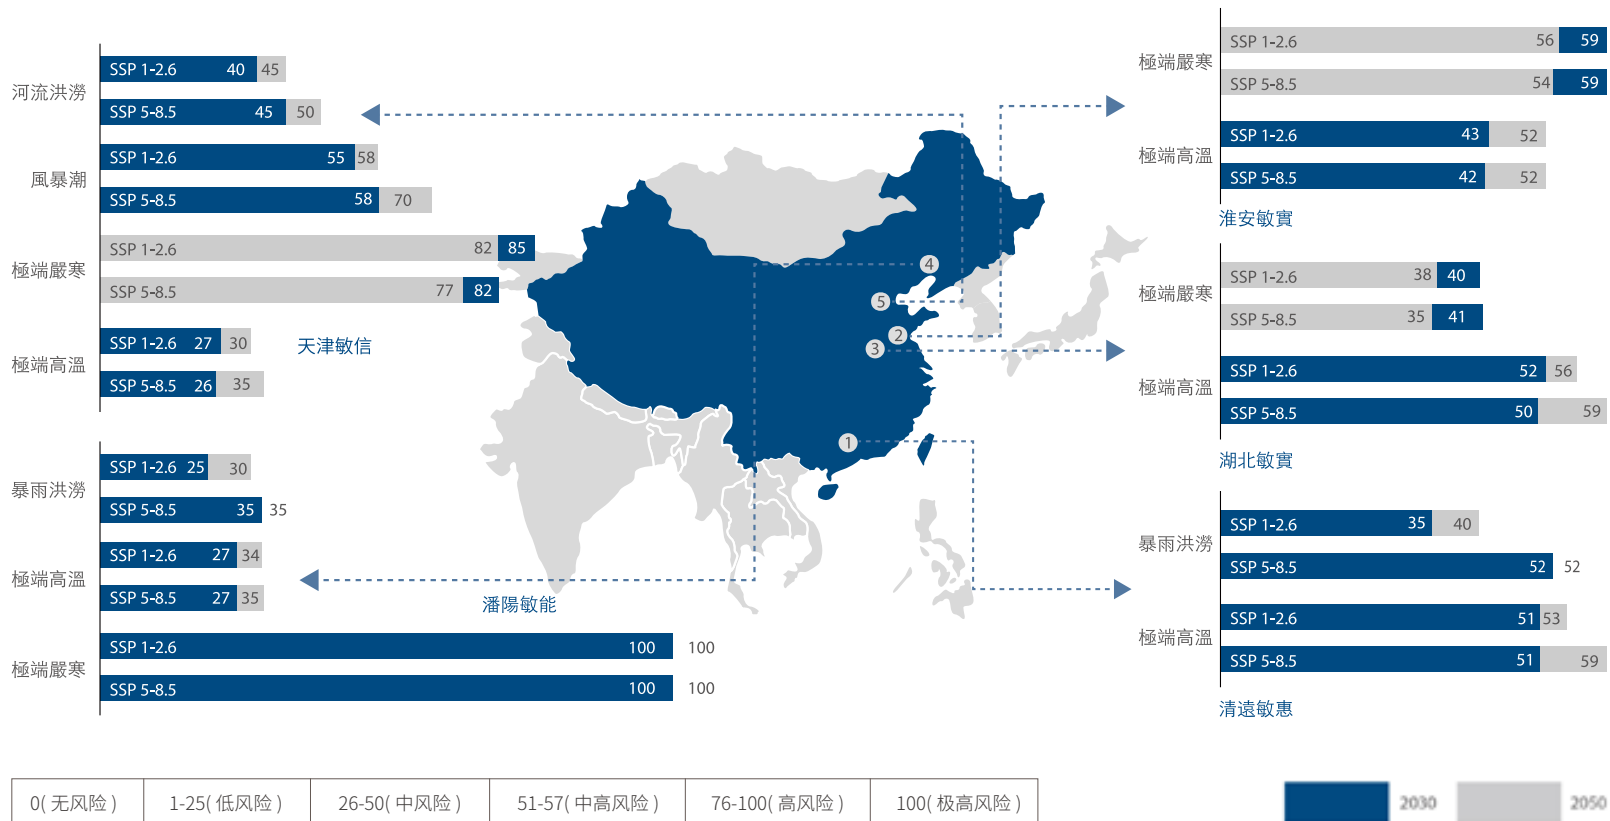 河流洪澇
SSP 1-2.6 40 45
SSP 5-8.5 45 50
風暴潮
SSP 1-2.6 55 58
SSP 5-8.5 58 70
極端嚴寒
SSP 1-2.6 82 85
SSP 5-8.5 77 82
極端高溫
SSP 1-2.6 27 30
SSP 5-8.5 26 35
天津敏信
暴雨洪澇
SSP 1-2.6 25 30
SSP 5-8.5 35 35
極端高溫
SSP 1-2.6 27 34
SSP 5-8.5 27 35
潘陽敏能
極端嚴寒
SSP 1-2.6 100 100
SSP 5-8.5 100 100
4
5
2
3
1
極端嚴寒
SSP 1-2.6 56 59
SSP 5-8.5 54 59
極端高溫
SSP 1-2.6 43 52
SSP 5-8.5 42 52
淮安敏實
極端嚴寒
SSP 1-2.6 38 40
SSP 5-8.5 35 41
極端高溫
SSP 1-2.6 52 56
SSP 5-8.5 50 59
湖北敏實
暴雨洪澇
SSP 1-2.6 35 40
SSP 5-8.5 52 52
極端高溫
SSP 1-2.6 51 53
SSP 5-8.5 51 59
清遠敏惠
0( 无风险 ) 1-25( 低风险 ) 26-50( 中风险 ) 51-57( 中高风险 ) 76-100( 高风险 ) 100( 极高风险 )
2030 2050